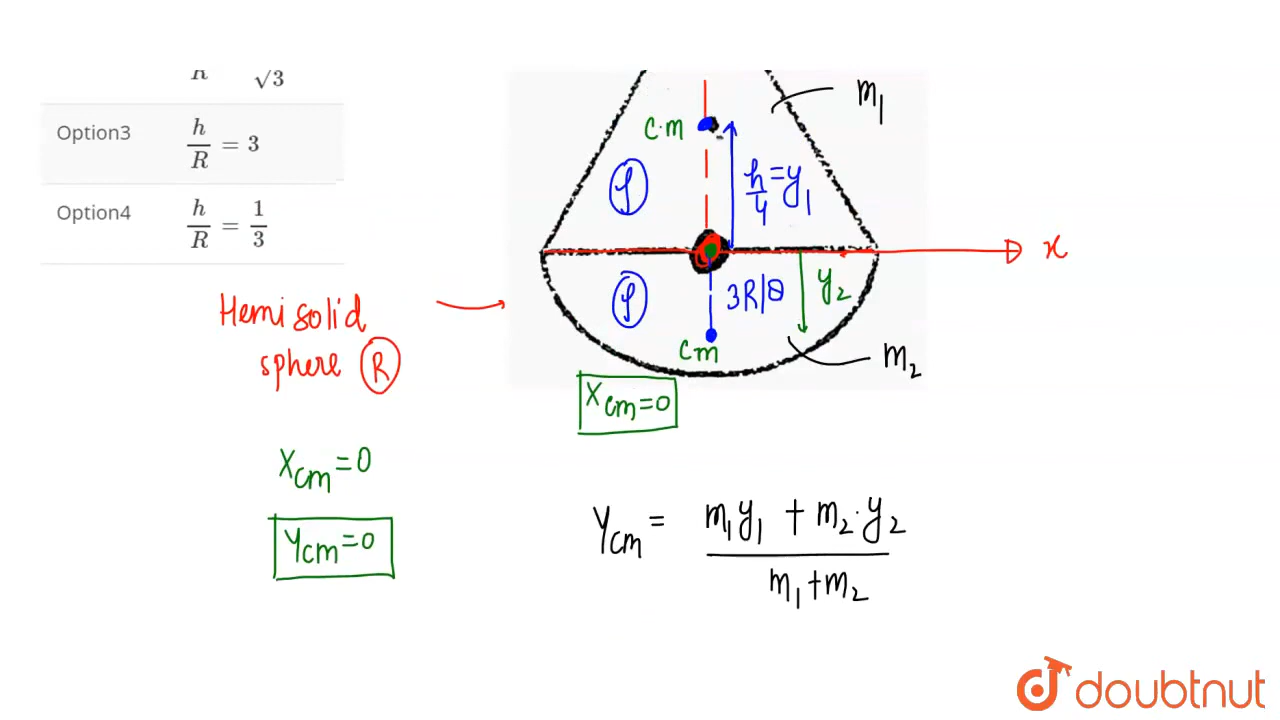 R √3
Option3 h/R = 3
Option4 h/R = 1/3
m₁
C·m
ρ
h/4 = y₁
x
ρ
3R/8
y₂
Hemi solid
sphere R
cm
m₂
Xcm=0
Xcm=0
Ycm=0
Ycm = m₁y₁ + m₂·y₂ / m₁+m₂
doubtnut